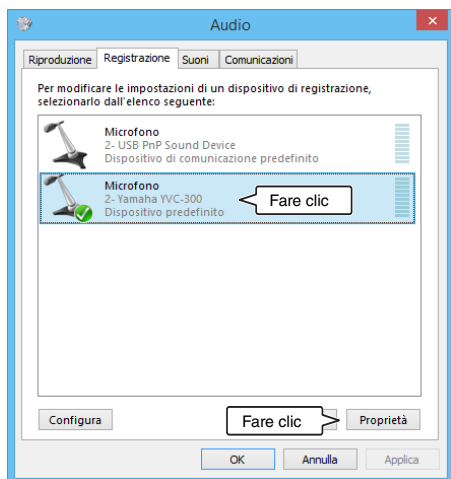 Audio
Riproduzione Registrazione Suoni Comunicazioni
Per modificare le impostazioni di un dispositivo di registrazione,
selezionarlo dall'elenco seguente:
Microfono
2- USB PnP Sound Device
Dispositivo di comunicazione predefinito
Microfono
2- Yamaha YVC-300
Dispositivo predefinito
Fare clic
Configura
Fare clic
Proprietà
OK Annulla Applica